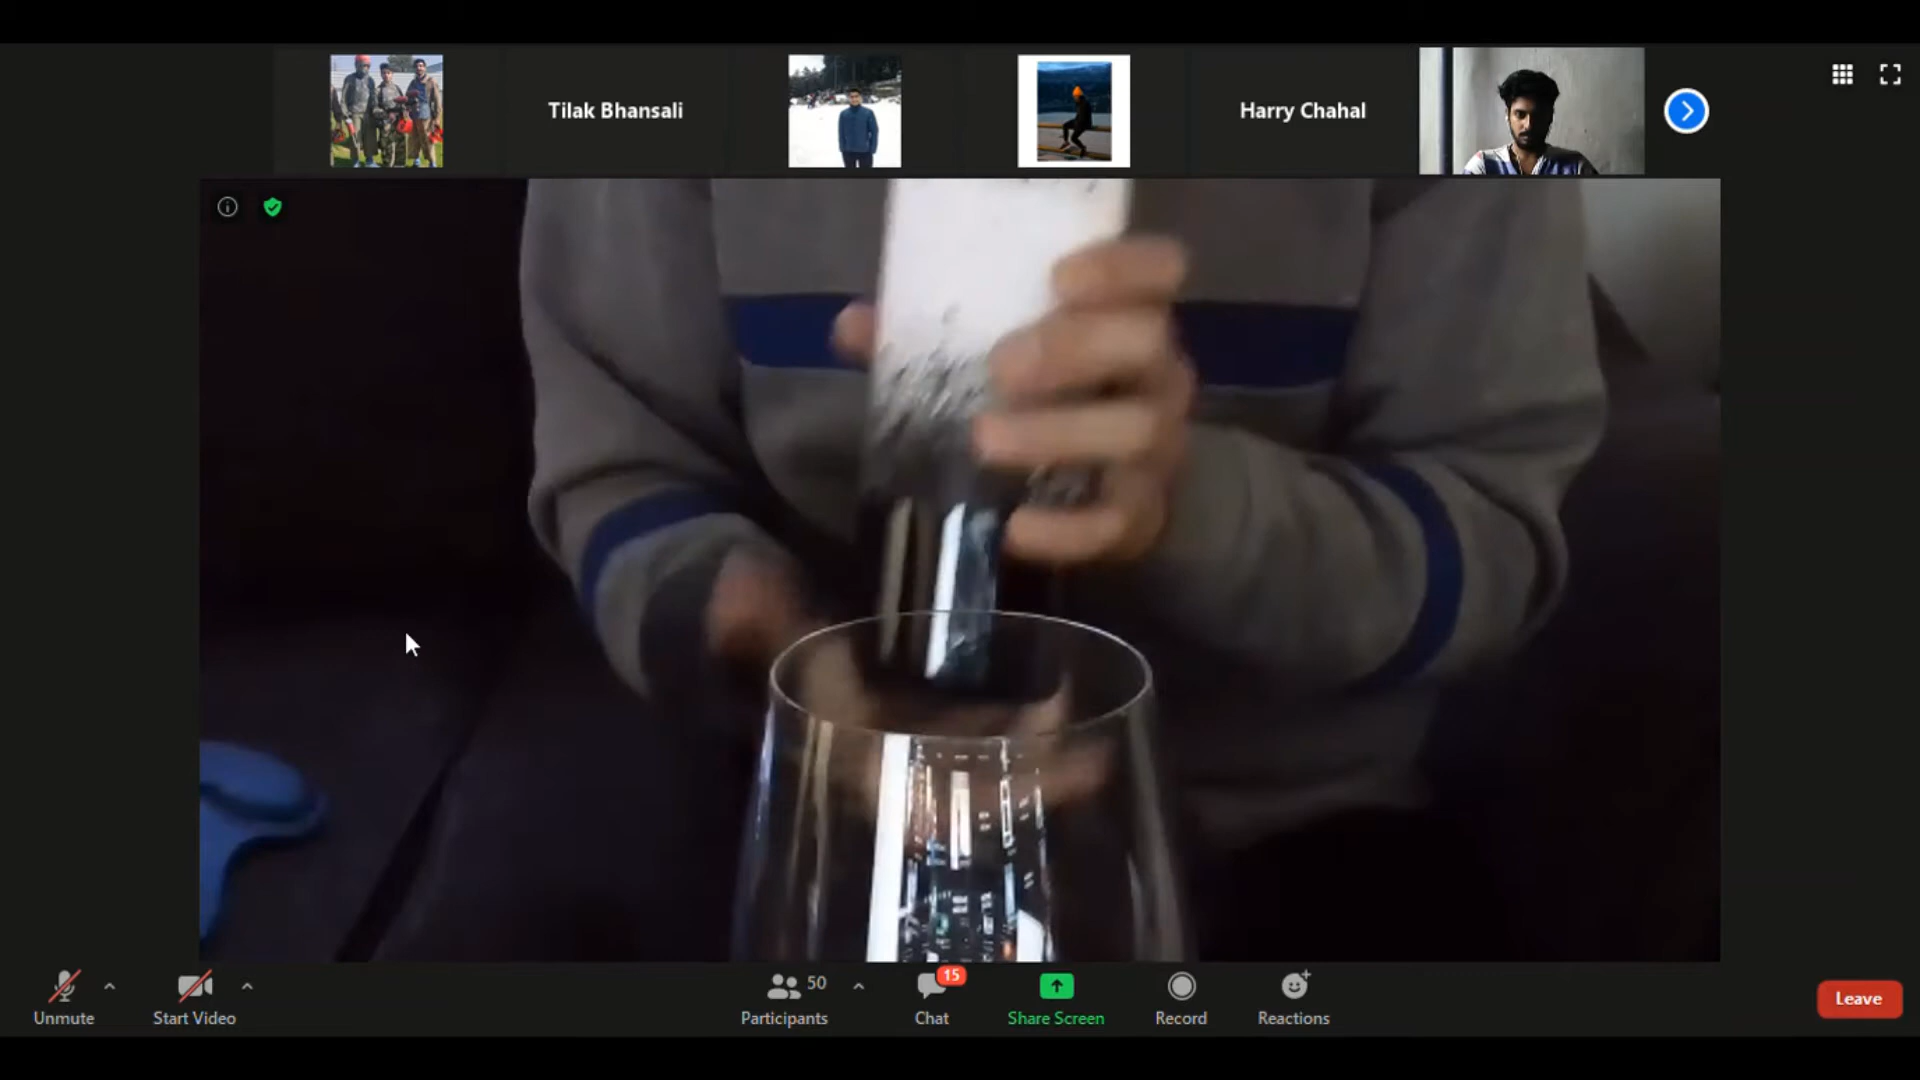 Tilak Bhansali
Harry Chahal
Unmute
Start Video
50
Participants
15
Chat
Share Screen
Record
Reactions
Leave